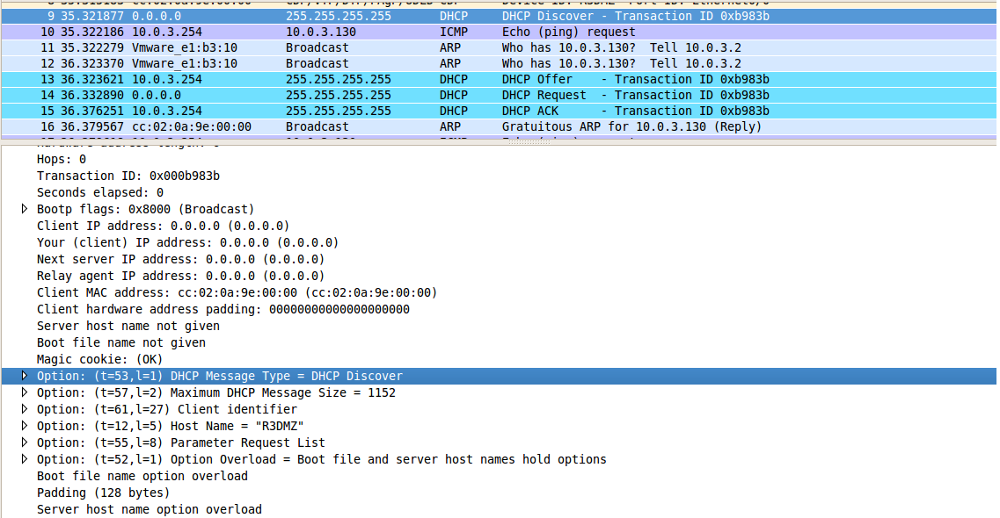 9 35.321877 0.0.0.0 255.255.255.255 DHCP DHCP Discover - Transaction ID 0xb983b
10 35.322186 10.0.3.254 10.0.3.130 ICMP Echo (ping) request
11 35.322279 Vmware_e1:b3:10 Broadcast ARP Who has 10.0.3.130? Tell 10.0.3.2
12 36.323370 Vmware_e1:b3:10 Broadcast ARP Who has 10.0.3.130? Tell 10.0.3.2
13 36.323621 10.0.3.254 255.255.255.255 DHCP DHCP Offer - Transaction ID 0xb983b
14 36.332890 0.0.0.0 255.255.255.255 DHCP DHCP Request - Transaction ID 0xb983b
15 36.376251 10.0.3.254 255.255.255.255 DHCP DHCP ACK - Transaction ID 0xb983b
16 36.379567 cc:02:0a:9e:00:00 Broadcast ARP Gratuitous ARP for 10.0.3.130 (Reply)
Hops: 0
Transaction ID: 0x000b983b
Seconds elapsed: 0
Bootp flags: 0x8000 (Broadcast)
Client IP address: 0.0.0.0 (0.0.0.0)
Your (client) IP address: 0.0.0.0 (0.0.0.0)
Next server IP address: 0.0.0.0 (0.0.0.0)
Relay agent IP address: 0.0.0.0 (0.0.0.0)
Client MAC address: cc:02:0a:9e:00:00 (cc:02:0a:9e:00:00)
Client hardware address padding: 00000000000000000000
Server host name not given
Boot file name not given
Magic cookie: (OK)
Option: (t=53,l=1) DHCP Message Type = DHCP Discover
Option: (t=57,l=2) Maximum DHCP Message Size = 1152
Option: (t=61,l=27) Client identifier
Option: (t=12,l=5) Host Name = "R3DMZ"
Option: (t=55,l=8) Parameter Request List
Option: (t=52,l=1) Option Overload = Boot file and server host names hold options
Boot file name option overload
Padding (128 bytes)
Server host name option overload